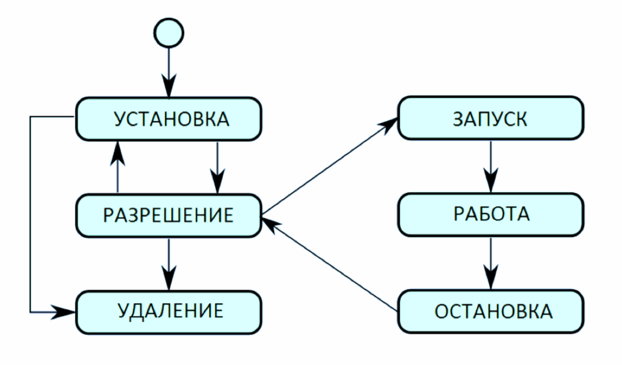 УСТАНОВКА
РАЗРЕШЕНИЕ
УДАЛЕНИЕ
ЗАПУСК
РАБОТА
ОСТАНОВКА